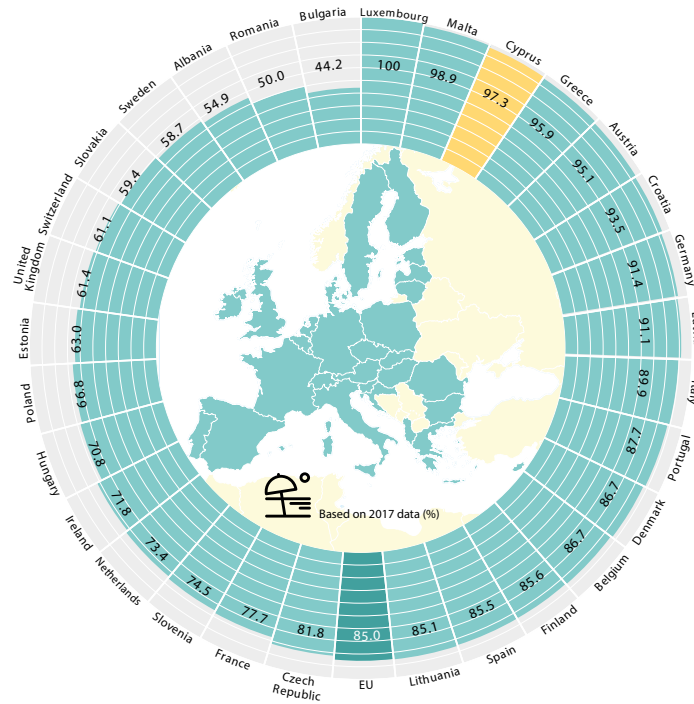 Luxembourg
100
Malta
98.9
Cyprus
97.3
Greece
95.9
Austria
95.1
Croatia
93.5
Germany
91.4
91.1
89.9
Portugal
87.7
Denmark
86.7
Belgium
86.7
Finland
85.6
Spain
85.5
Lithuania
85.1
EU
85.0
Czech
Republic
81.8
France
77.7
Slovenia
74.5
Netherlands
73.4
Ireland
71.8
Hungary
70.8
Poland
66.8
Estonia
63.0
United
Kingdom
61.4
Switzerland
61.1
Slovakia
59.4
Sweden
58.7
Albania
54.9
Romania
50.0
Bulgaria
44.2
Based on 2017 data (%)